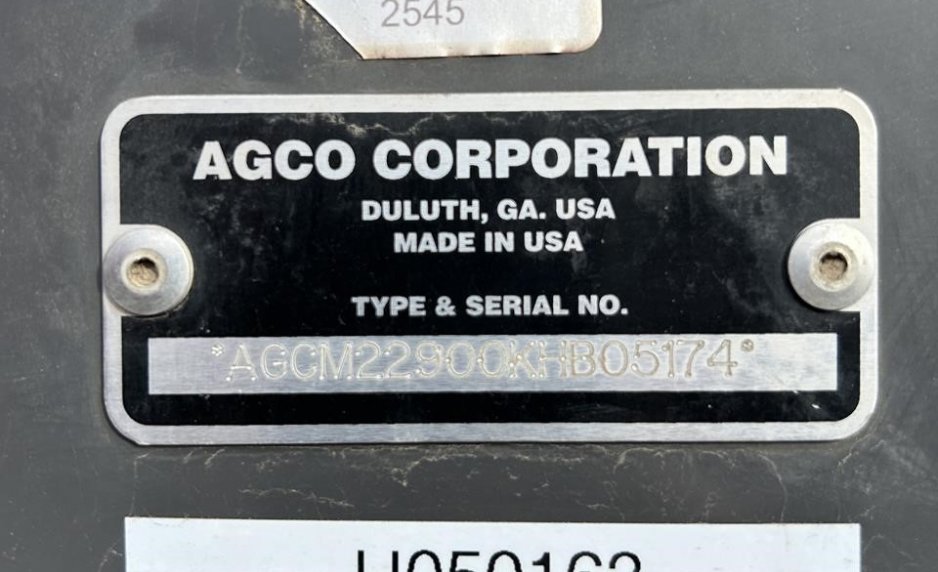 2545
AGCO CORPORATION
DULUTH, GA. USA
MADE IN USA
TYPE & SERIAL NO.
*AGCM22900KHB05174*